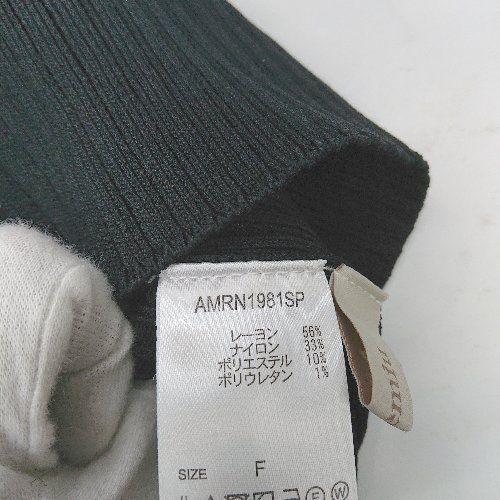 AMRN1981SP
レーヨン 56%
ナイロン 33%
ポリエステル 10%
ポリウレタン 1%
SIZE F